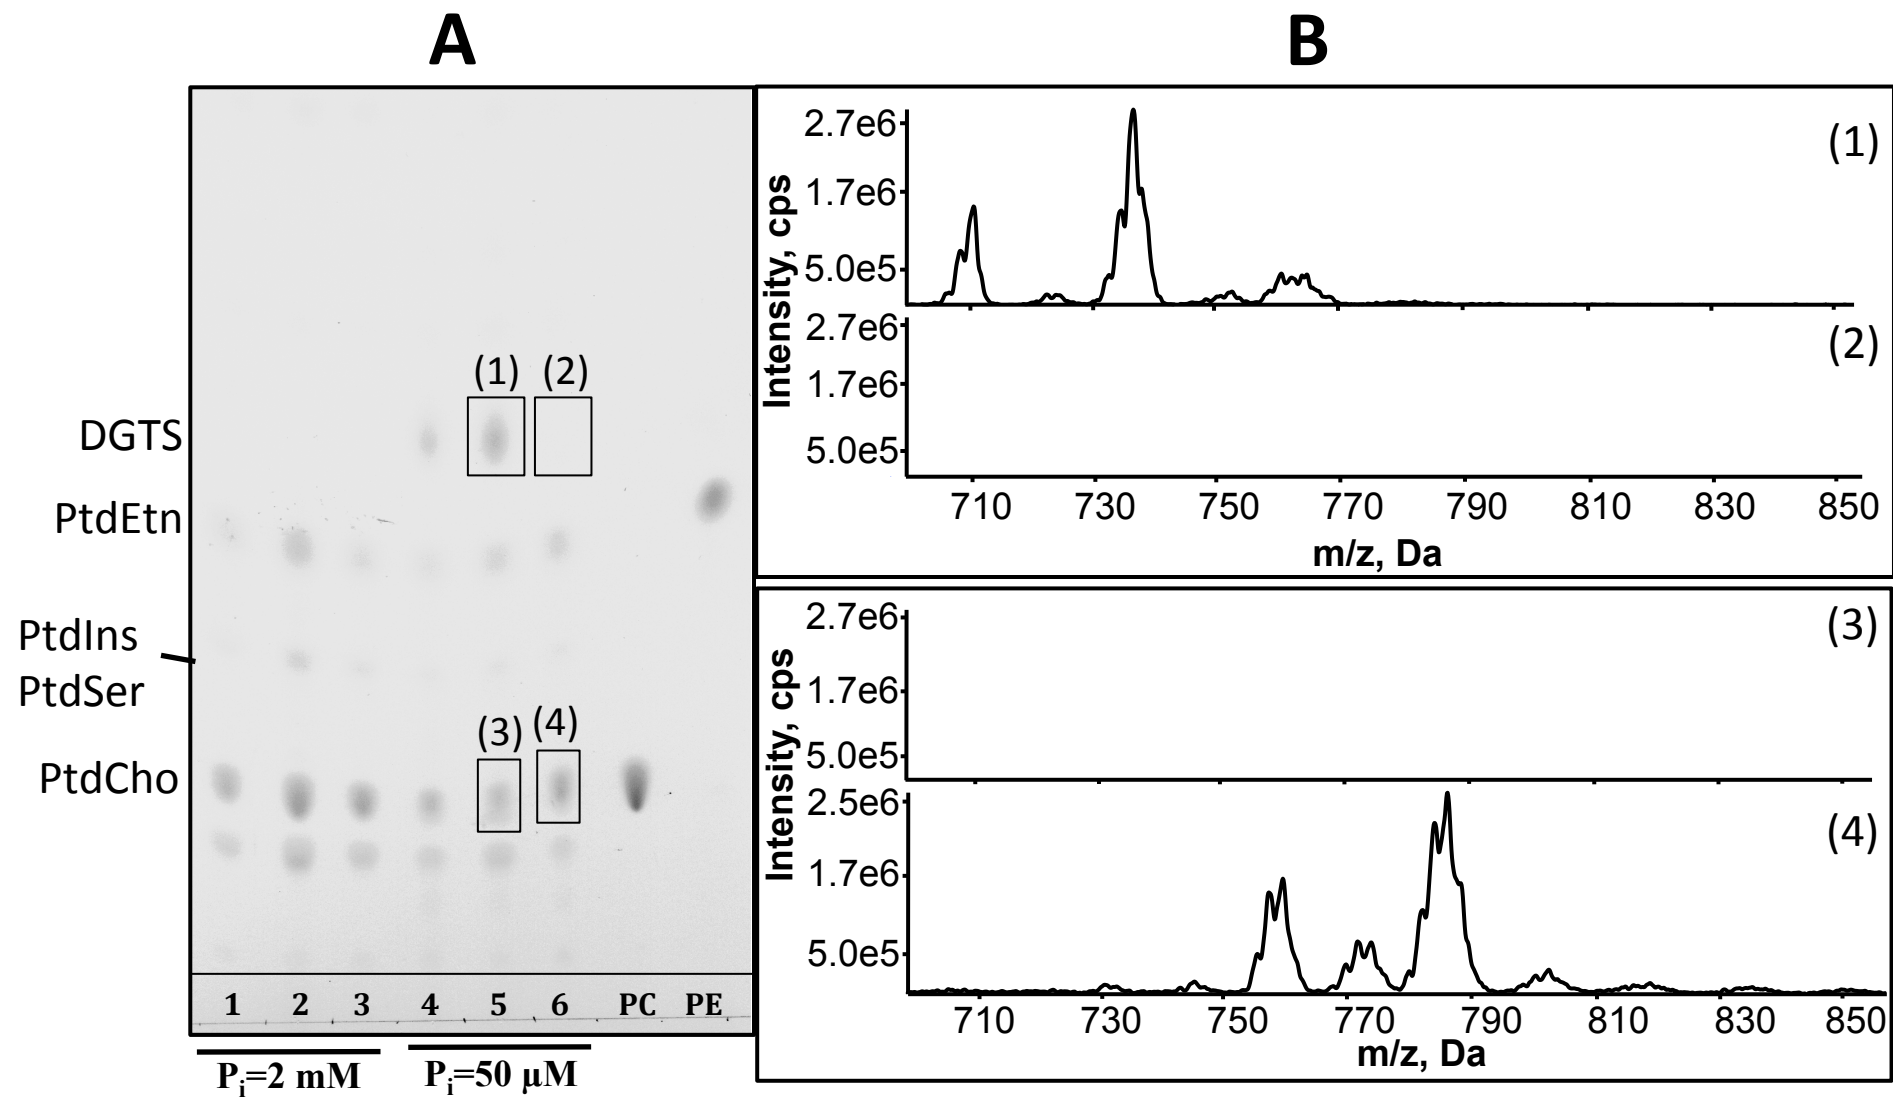 A
B
(1)
(2)
DGTS
PtdEtn
PtdIns
PtdSer
(3)
(4)
PtdCho
1 2 3 4 5 6 PC PE
Pi=2 mM
Pi=50 µM
Intensity, cps
2.7e6
1.7e6
5.0e5
(1)
2.7e6
1.7e6
5.0e5
(2)
710 730 750 770 790 810 830 850
m/z, Da
Intensity, cps
2.7e6
1.7e6
5.0e5
(3)
2.5e6
1.7e6
5.0e5
(4)
710 730 750 770 790 810 830 850
m/z, Da